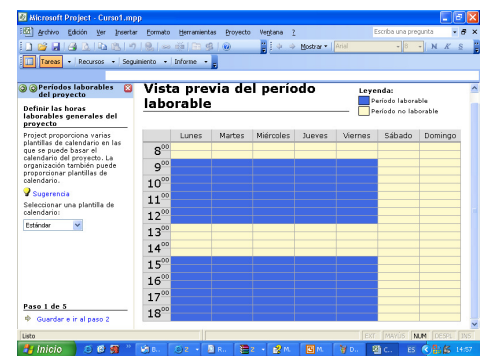 Microsoft Project - Curso1.mpp
Archivo Edición Ver Insertar Formato Herramientas Proyecto Ventana ?
Escriba una pregunta
Mostrar
Arial
8
N K S
Tareas Recursos Seguimiento Informe
Períodos laborables
del proyecto
Definir las horas
laborables generales del
proyecto
Project proporciona varias
plantillas de calendario en las
que se puede basar el
calendario del proyecto. La
organización también puede
proporcionar plantillas de
calendario.
Sugerencia
Seleccionar una plantilla de
calendario:
Estándar
Paso 1 de 5
Guardar e ir al paso 2
Vista previa del período
laborable
Leyenda:
Período laborable
Período no laborable
Lunes Martes Miércoles Jueves Viernes Sábado Domingo
8⁰⁰
9⁰⁰
10⁰⁰
11⁰⁰
12⁰⁰
13⁰⁰
14⁰⁰
15⁰⁰
16⁰⁰
17⁰⁰
18⁰⁰
Listo
EXT MAYÚS NUM DESPL INS
Inicio
ES
14:57